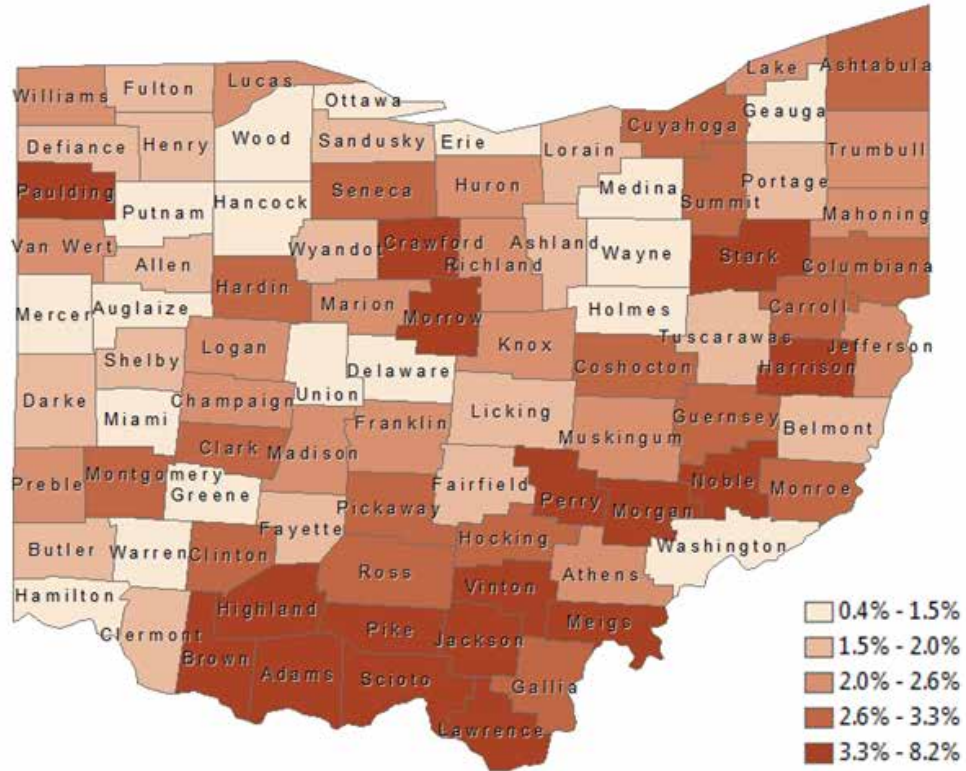 Ashtabula
Lake
Lucas
Williams
Fulton
Ottawa
Geauga
Cuyahoga
Wood
Sandusky
Erie
Defiance
Henry
Lorain
Trumbull
Paulding
Seneca
Huron
Medina
Portage
Summit
Putnam
Hancock
Mahoning
Van Wert
Wyandot
Crawford
Ashland
Richland
Wayne
Stark
Columbiana
Allen
Hardin
Marion
Morrow
Holmes
Carroll
Mercer
Auglaize
Tuscarawas
Jefferson
Shelby
Logan
Knox
Coshocton
Harrison
Delaware
Union
Darke
Champaign
Miami
Licking
Guernsey
Belmont
Franklin
Muskingum
Clark
Madison
Preble
Montgomery
Greene
Fairfield
Perry
Noble
Monroe
Pickaway
Morgan
Fayette
Butler
Warren
Clinton
Hocking
Washington
Ross
Athens
Hamilton
Vinton
Highland
Meigs
Clermont
Pike
Jackson
Brown
Adams
Scioto
Gallia
Lawrence
0.4% - 1.5%
1.5% - 2.0%
2.0% - 2.6%
2.6% - 3.3%
3.3% - 8.2%